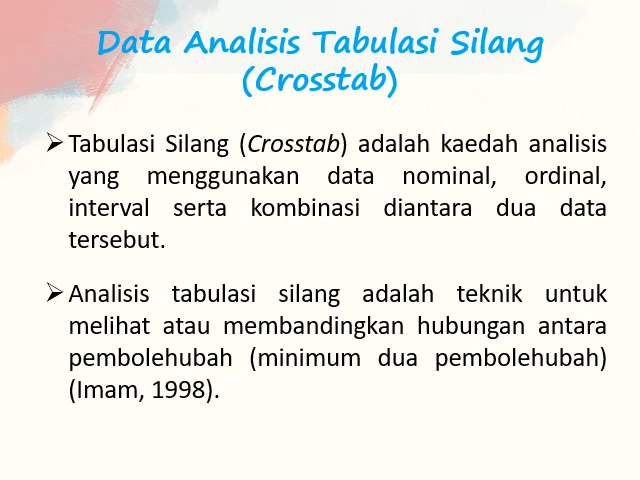 Data Analisis Tabulasi Silang
(Crosstab)
➢Tabulasi Silang (Crosstab) adalah kaedah analisis
yang menggunakan data nominal, ordinal,
interval serta kombinasi diantara dua data
tersebut.
➢Analisis tabulasi silang adalah teknik untuk
melihat atau membandingkan hubungan antara
pembolehubah (minimum dua pembolehubah)
(Imam, 1998).